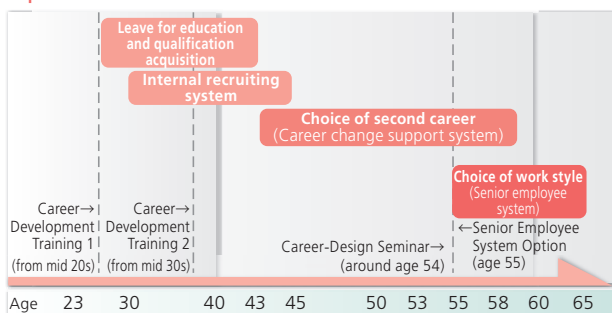 Leave for education
and qualification
acquisition
Internal recruiting
system
Choice of second career
(Career change support system)
Choice of work style
(Senior employee
system)
Career→
Development
Training 1
(from mid 20s)
Career→
Development
Training 2
(from mid 30s)
Career-Design Seminar→
(around age 54)
←Senior Employee
System Option
(age 55)
Age 23 30 40 43 45 50 53 55 58 60 65